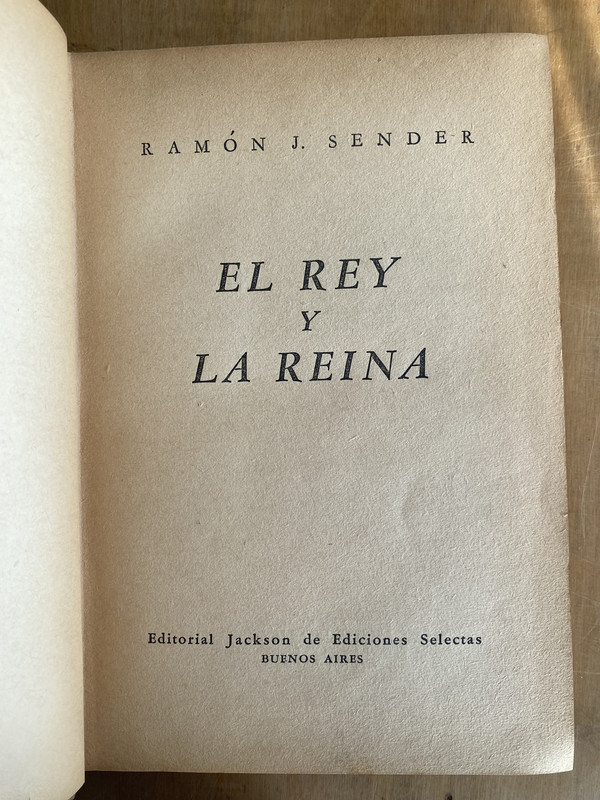 RAMÓN J. SENDER
EL REY
Y
LA REINA
Editorial Jackson de Ediciones Selectas
BUENOS AIRES